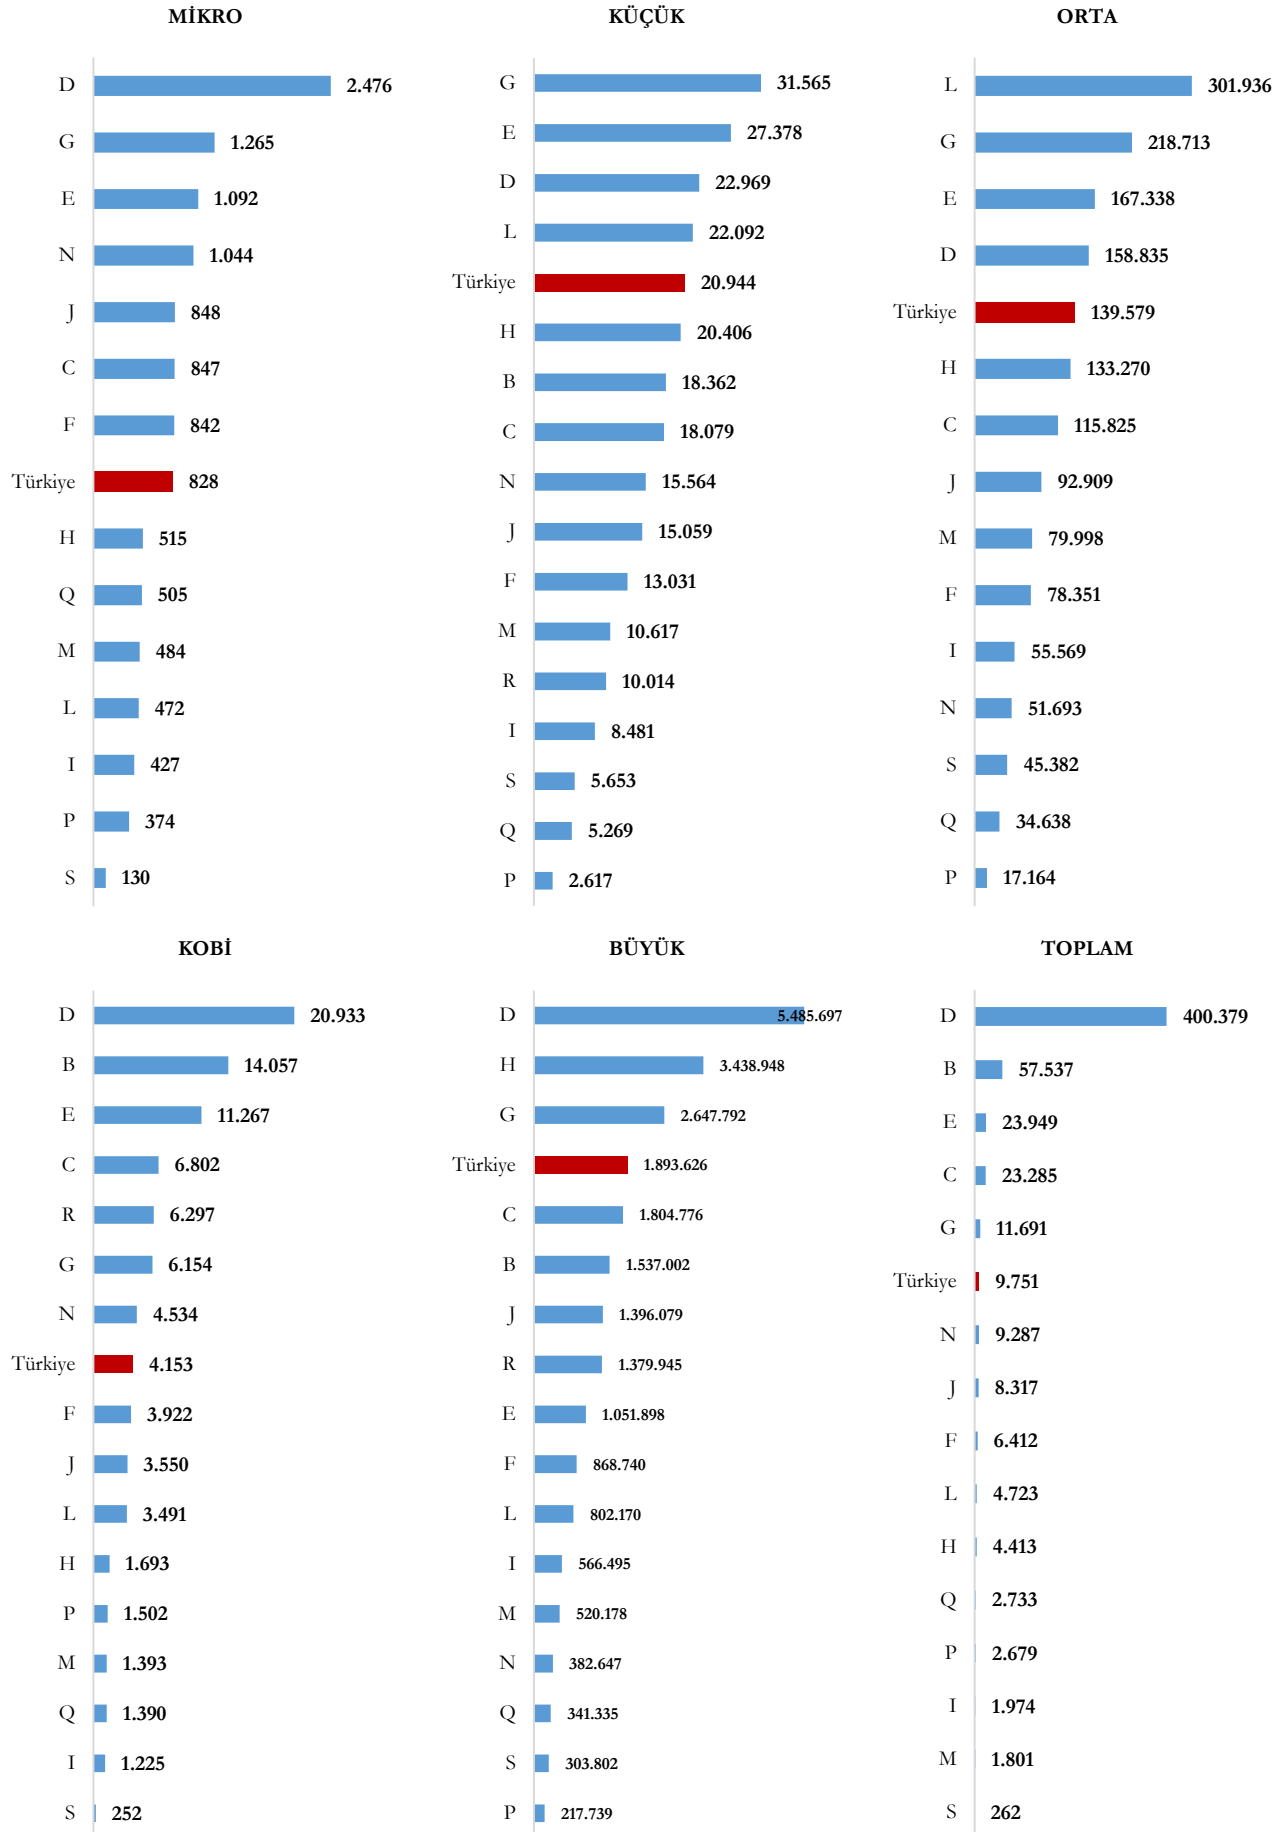 MİKRO
D 2.476
G 1.265
E 1.092
N 1.044
J 848
C 847
F 842
Türkiye 828
H 515
Q 505
M 484
L 472
I 427
P 374
S 130
KÜÇÜK
G 31.565
E 27.378
D 22.969
L 22.092
Türkiye 20.944
H 20.406
B 18.362
C 18.079
N 15.564
J 15.059
F 13.031
M 10.617
R 10.014
I 8.481
S 5.653
Q 5.269
P 2.617
ORTA
L 301.936
G 218.713
E 167.338
D 158.835
Türkiye 139.579
H 133.270
C 115.825
J 92.909
M 79.998
F 78.351
I 55.569
N 51.693
S 45.382
Q 34.638
P 17.164
KOBİ
D 20.933
B 14.057
E 11.267
C 6.802
R 6.297
G 6.154
N 4.534
Türkiye 4.153
F 3.922
J 3.550
L 3.491
H 1.693
P 1.502
M 1.393
Q 1.390
I 1.225
S 252
BÜYÜK
D 5.485.697
H 3.438.948
G 2.647.792
Türkiye 1.893.626
C 1.804.776
B 1.537.002
J 1.396.079
R 1.379.945
E 1.051.898
F 868.740
L 802.170
I 566.495
M 520.178
N 382.647
Q 341.335
S 303.802
P 217.739
TOPLAM
D 400.379
B 57.537
E 23.949
C 23.285
G 11.691
Türkiye 9.751
N 9.287
J 8.317
F 6.412
L 4.723
H 4.413
Q 2.733
P 2.679
I 1.974
M 1.801
S 262